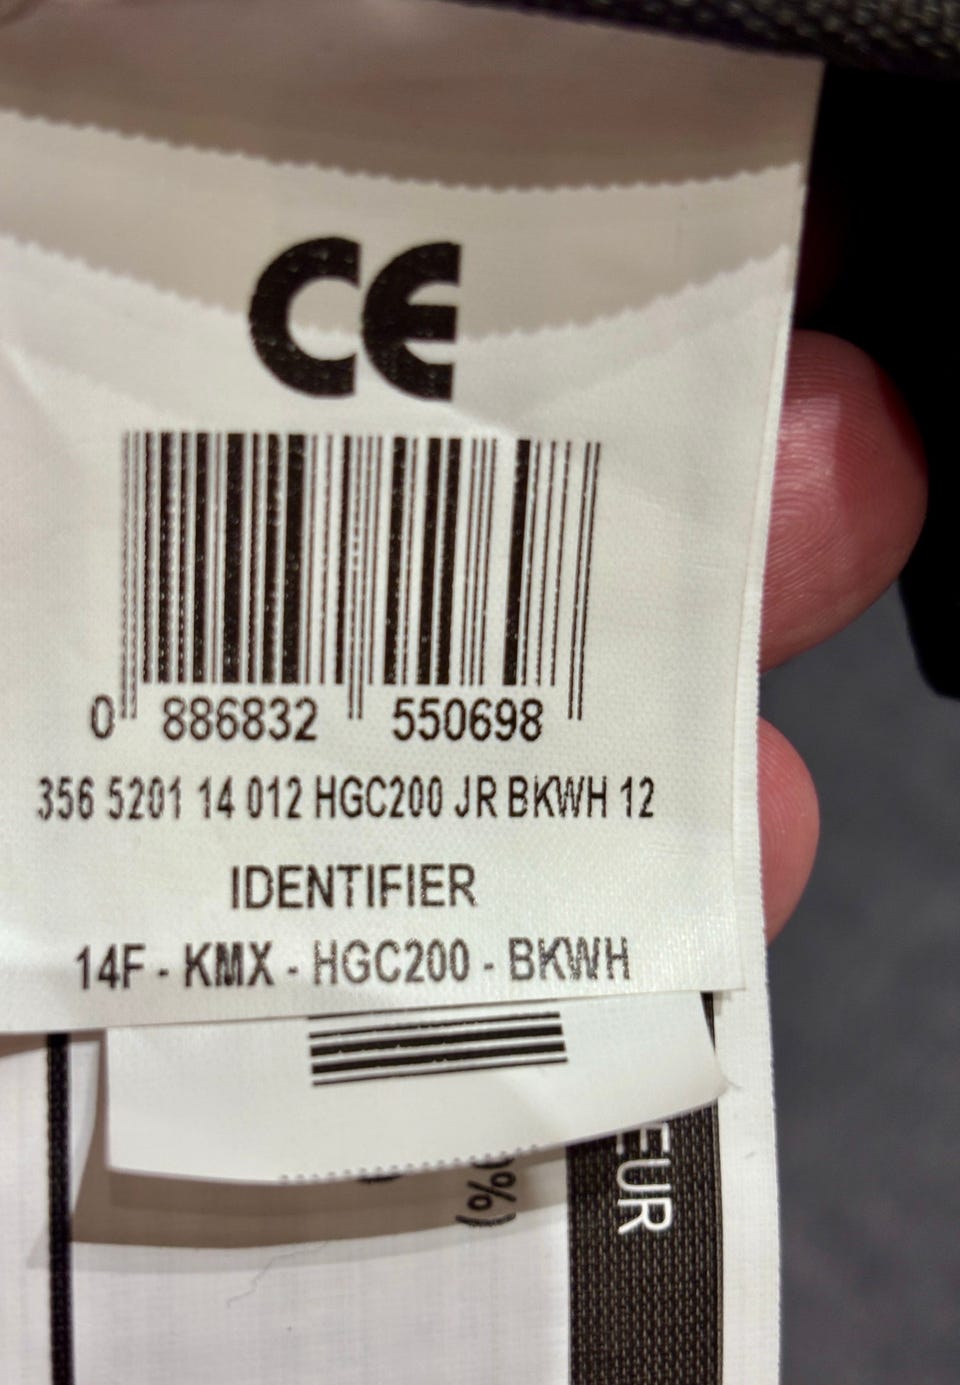 CE
0 886832 550698
356 5201 14 012 HGC200 JR BKWH 12
IDENTIFIER
14F - KMX - HGC200 - BKWH
EUR
%)